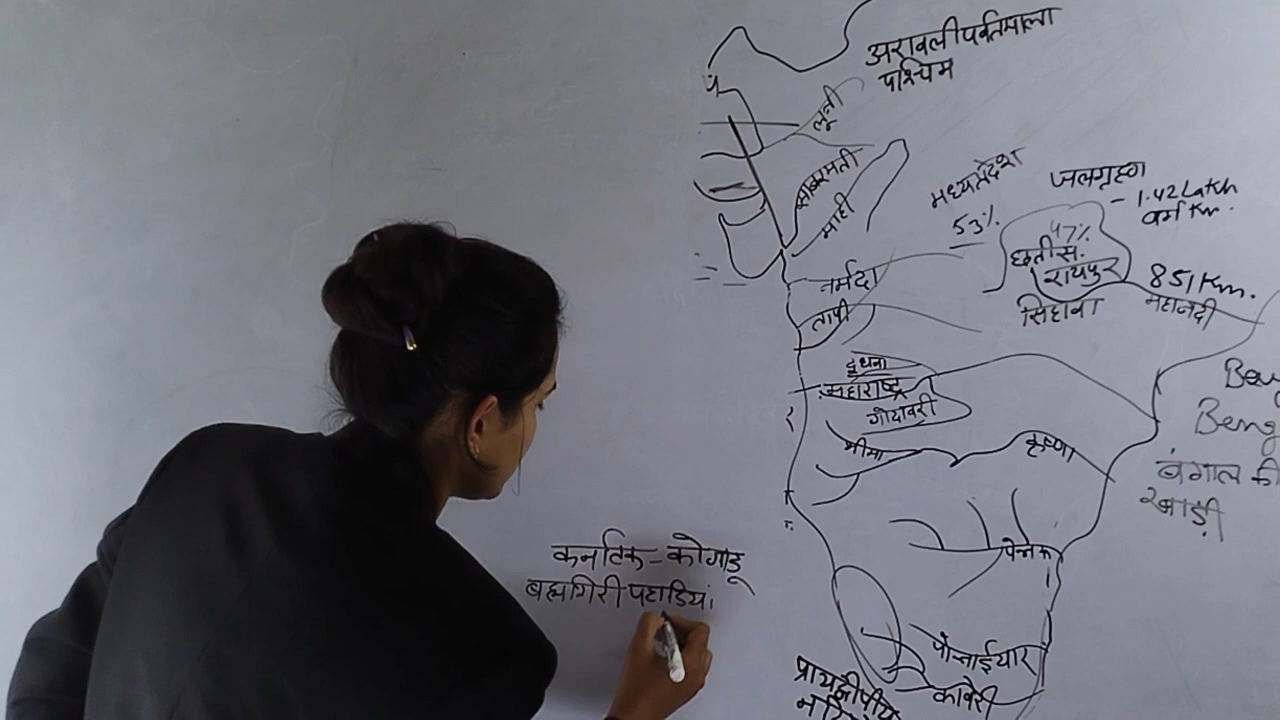 अरावली पर्वतमाला
पश्चिम
लूनी
साबरमती
माही
मध्यप्रदेश
53%
जलग्रहण
- 1.42 Lakh
वर्ग Km.
47%
छत्तीस.
रायपुर
सिहावा
851 Km.
महानदी
नर्मदा
तापी
दूधना
महाराष्ट्र
गोदावरी
भीमा
कृष्णा
Beng
बंगाल की
खाड़ी
पेन्नेरू
कर्नाटक = कोगाडू
ब्रह्मगिरी पहाडियां
पोन्नाईयार
कावेरी
प्रायद्वीपीय